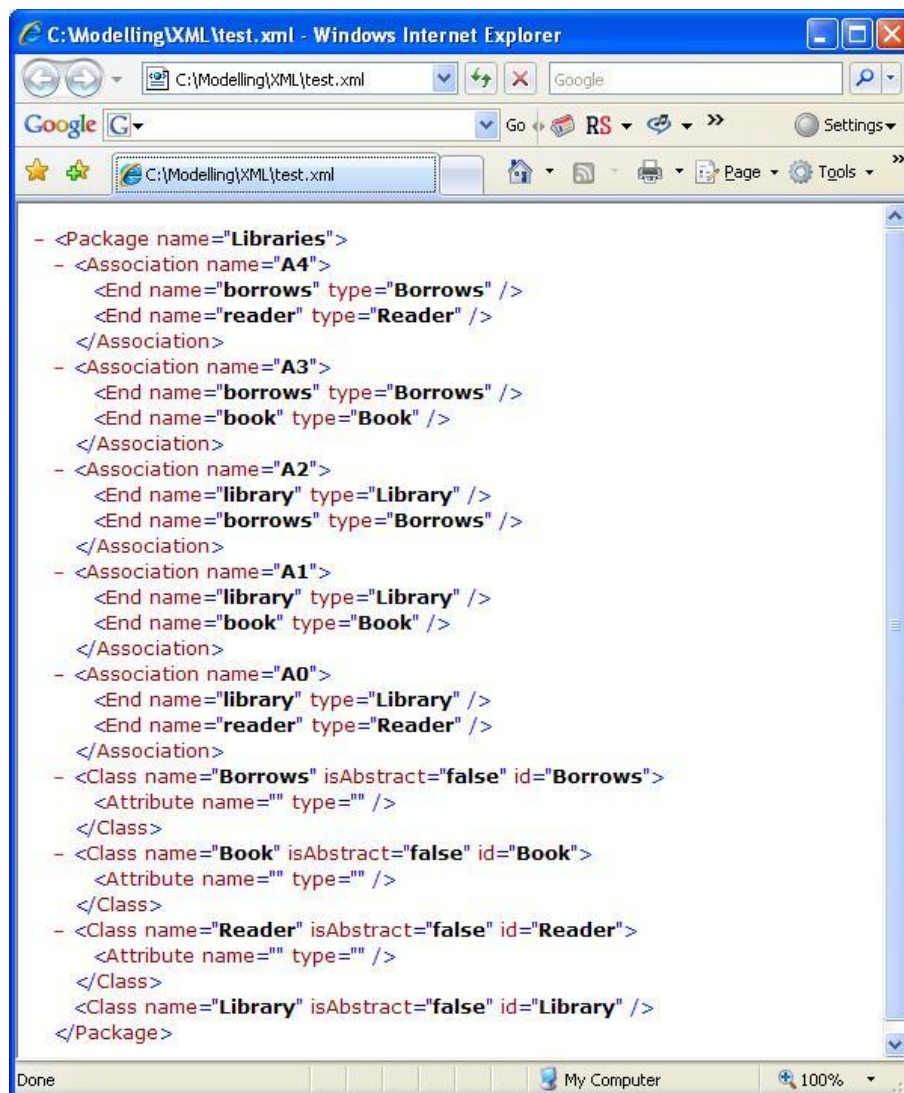 C:\Modelling\XML\test.xml - Windows Internet Explorer
C:\Modelling\XML\test.xml
Google
Google G Go RS » Settings
C:\Modelling\XML\test.xml Page Tools »
- <Package name="Libraries">
- <Association name="A4">
<End name="borrows" type="Borrows" />
<End name="reader" type="Reader" />
</Association>
- <Association name="A3">
<End name="borrows" type="Borrows" />
<End name="book" type="Book" />
</Association>
- <Association name="A2">
<End name="library" type="Library" />
<End name="borrows" type="Borrows" />
</Association>
- <Association name="A1">
<End name="library" type="Library" />
<End name="book" type="Book" />
</Association>
- <Association name="A0">
<End name="library" type="Library" />
<End name="reader" type="Reader" />
</Association>
- <Class name="Borrows" isAbstract="false" id="Borrows">
<Attribute name="" type="" />
</Class>
- <Class name="Book" isAbstract="false" id="Book">
<Attribute name="" type="" />
</Class>
- <Class name="Reader" isAbstract="false" id="Reader">
<Attribute name="" type="" />
</Class>
<Class name="Library" isAbstract="false" id="Library" />
</Package>
Done My Computer 100%